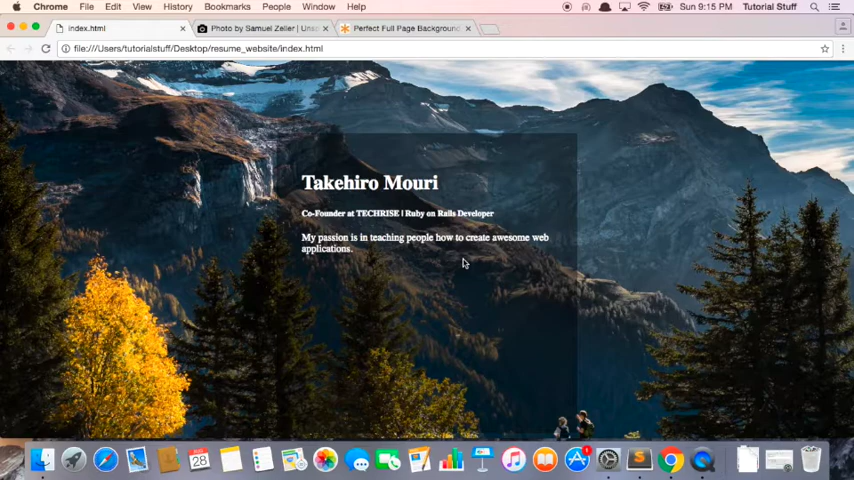 Chrome File Edit View History Bookmarks People Window Help Sun 9:15 PM Tutorial Stuff
index.html Photo by Samuel Zeller | Uns Perfect Full Page Background
file:///Users/tutorialstuff/Desktop/resume_website/index.html
Takehiro Mouri
Co-Founder at TECHRISE | Ruby on Rails Developer
My passion is in teaching people how to create awesome web
applications.
28